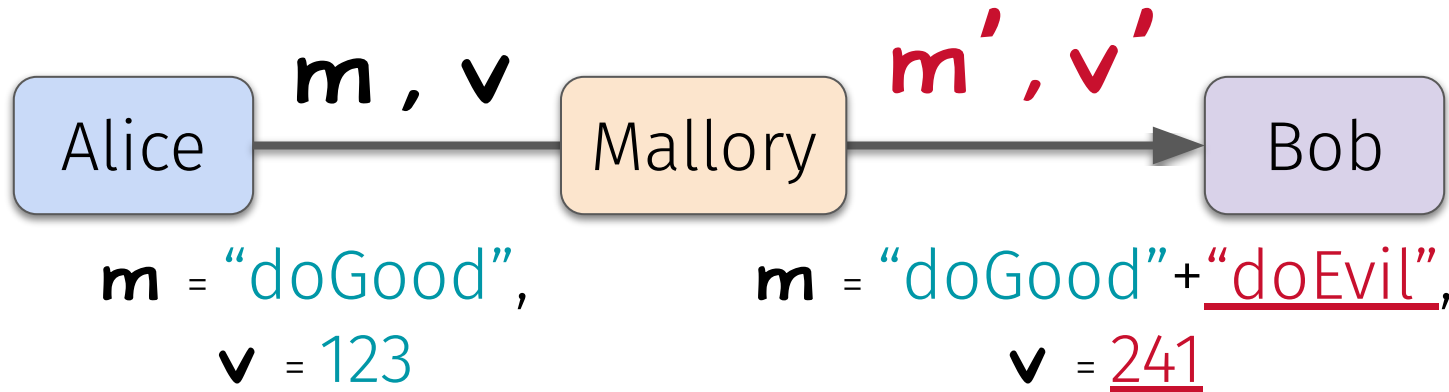 m , v
m', v'
Alice
Mallory
Bob
m = “doGood”,
v = 123
m = “doGood”+“doEvil”,
v = 241